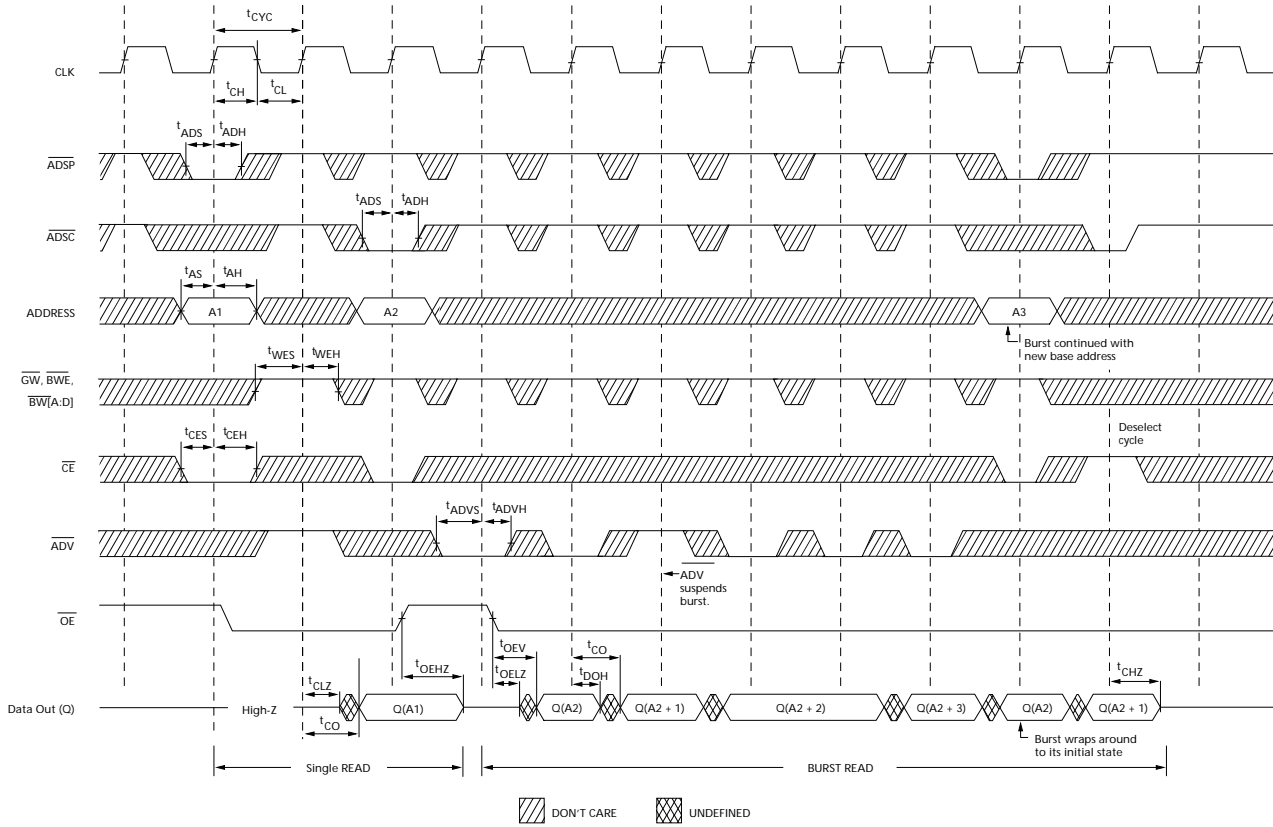 tCYC
CLK
tCH tCL
tADS tADH
ADSP
tADS tADH
ADSC
tAS tAH
ADDRESS A1 A2 A3
Burst continued with
new base address
tWES tWEH
GW, BWE,
BW[A:D]
Deselect
cycle
tCES tCEH
CE
tADVS tADVH
ADV
ADV
suspends
burst.
OE
tOEHZ tOEV tCO
tCLZ tOELZ tDOH tCHZ
Data Out (Q) High-Z Q(A1) Q(A2) Q(A2 + 1) Q(A2 + 2) Q(A2 + 3) Q(A2) Q(A2 + 1)
tCO
Burst wraps around
to its initial state
Single READ BURST READ
DON'T CARE UNDEFINED